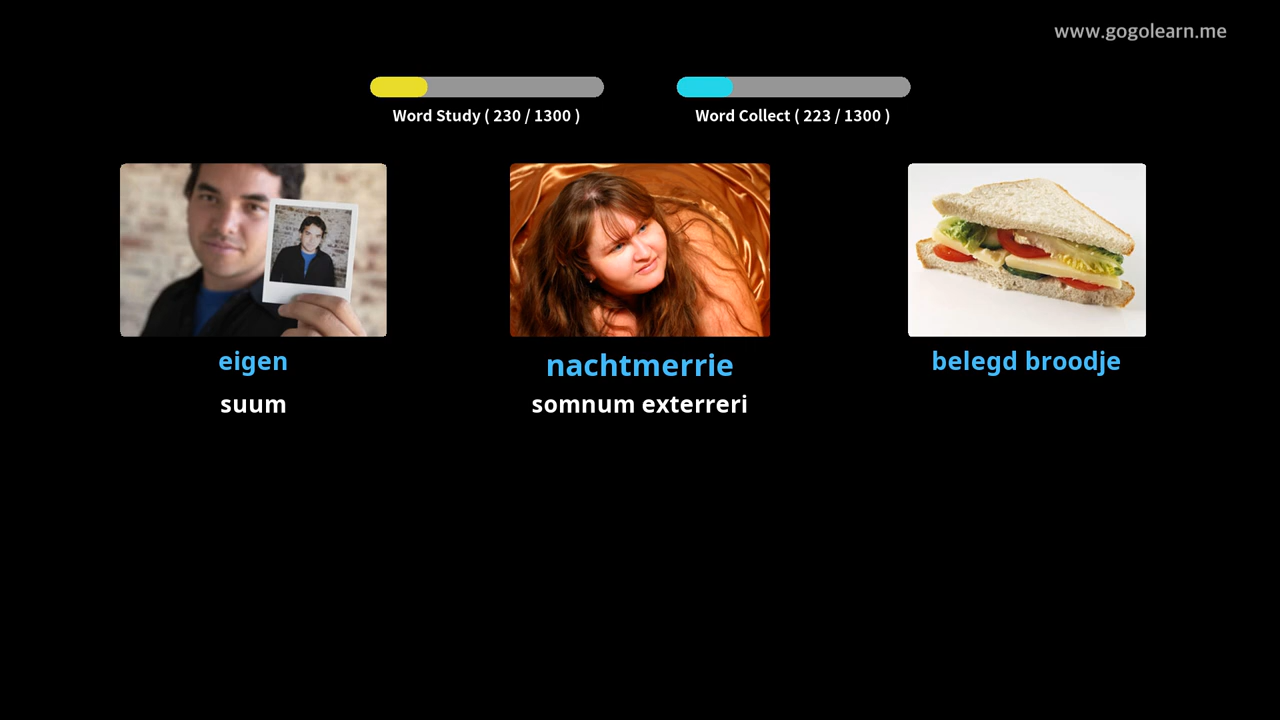 www.gogolearn.me
Word Study ( 230 / 1300 )
Word Collect ( 223 / 1300 )
eigen
nachtmerrie
belegd broodje
suum
somnum exterreri